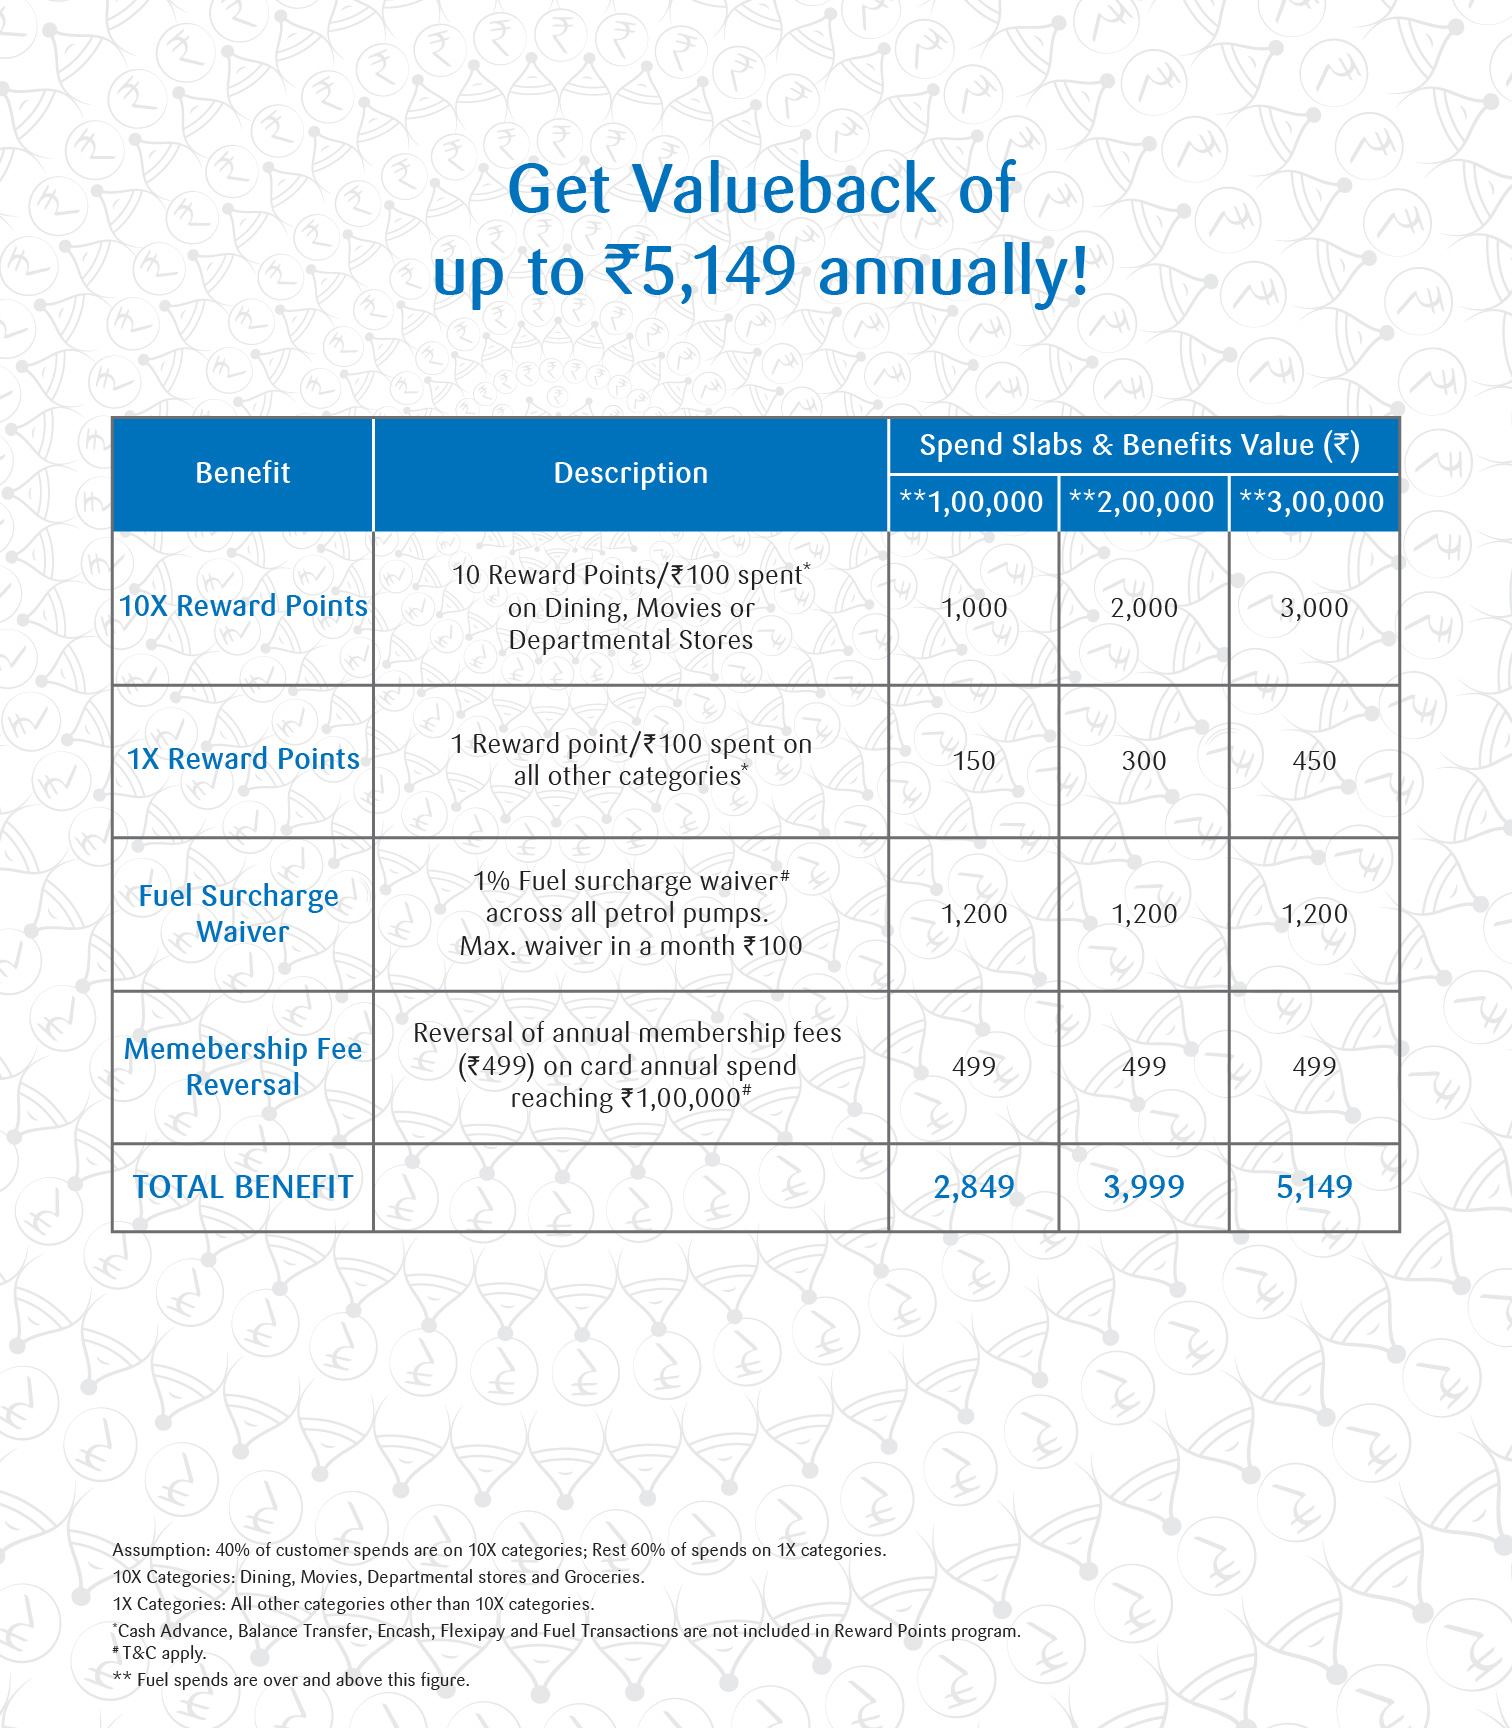 Get Valueback of
up to ₹5,149 annually!
Benefit
Description
Spend Slabs & Benefits Value (₹)
**1,00,000
**2,00,000
**3,00,000
10X Reward Points
10 Reward Points/₹100 spent*
on Dining, Movies or
Departmental Stores
1,000
2,000
3,000
1X Reward Points
1 Reward point/₹100 spent on
all other categories*
150
300
450
Fuel Surcharge
Waiver
1% Fuel surcharge waiver#
across all petrol pumps.
Max. waiver in a month ₹100
1,200
1,200
1,200
Memebership Fee
Reversal
Reversal of annual membership fees
(₹499) on card annual spend
reaching ₹1,00,000#
499
499
499
TOTAL BENEFIT
2,849
3,999
5,149
Assumption: 40% of customer spends are on 10X categories; Rest 60% of spends on 1X categories.
10X Categories: Dining, Movies, Departmental stores and Groceries.
1X Categories: All other categories other than 10X categories.
*Cash Advance, Balance Transfer, Encash, Flexipay and Fuel Transactions are not included in Reward Points program.
# T&C apply.
** Fuel spends are over and above this figure.